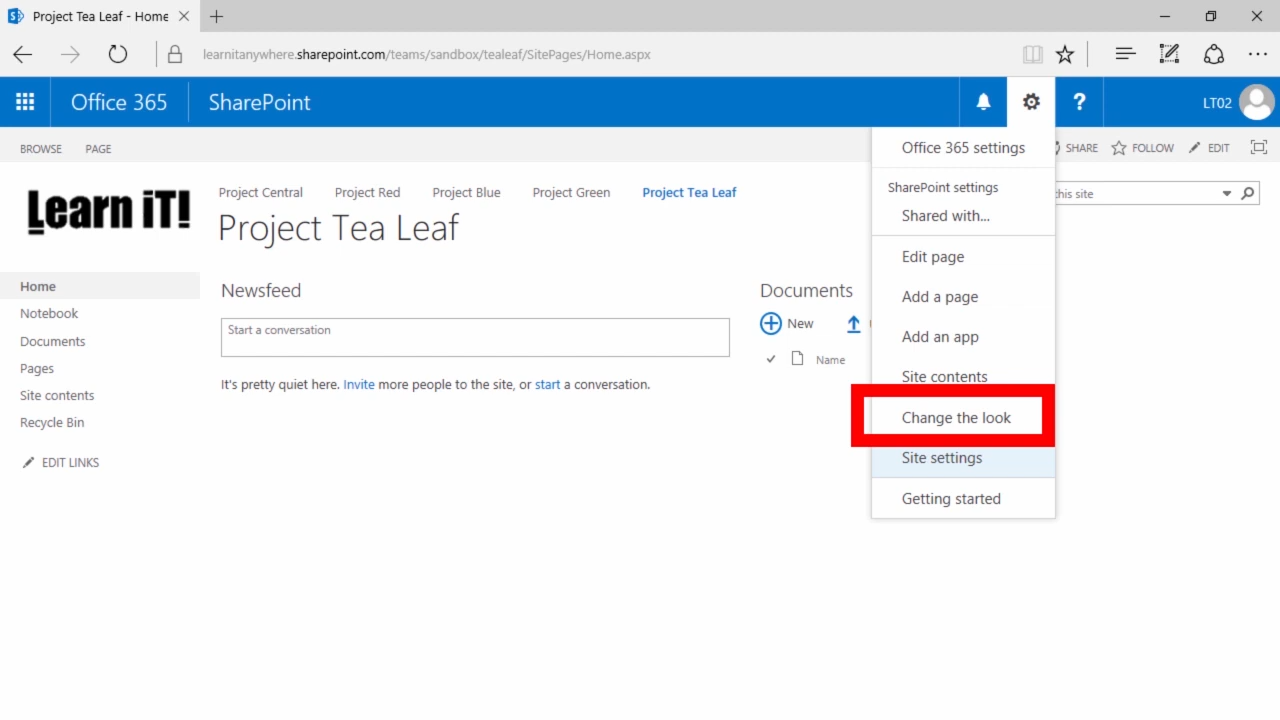 Project Tea Leaf - Home
learnitanywhere.sharepoint.com/teams/sandbox/tealeaf/SitePages/Home.aspx
Office 365 SharePoint ? LT02
BROWSE PAGE SHARE FOLLOW EDIT
Learn iT!
Project Central Project Red Project Blue Project Green Project Tea Leaf
Project Tea Leaf
this site
Home
Notebook
Documents
Pages
Site contents
Recycle Bin
EDIT LINKS
Newsfeed
Start a conversation
It's pretty quiet here. Invite more people to the site, or start a conversation.
Documents
New
Name
Office 365 settings
SharePoint settings
Shared with...
Edit page
Add a page
Add an app
Site contents
Change the look
Site settings
Getting started